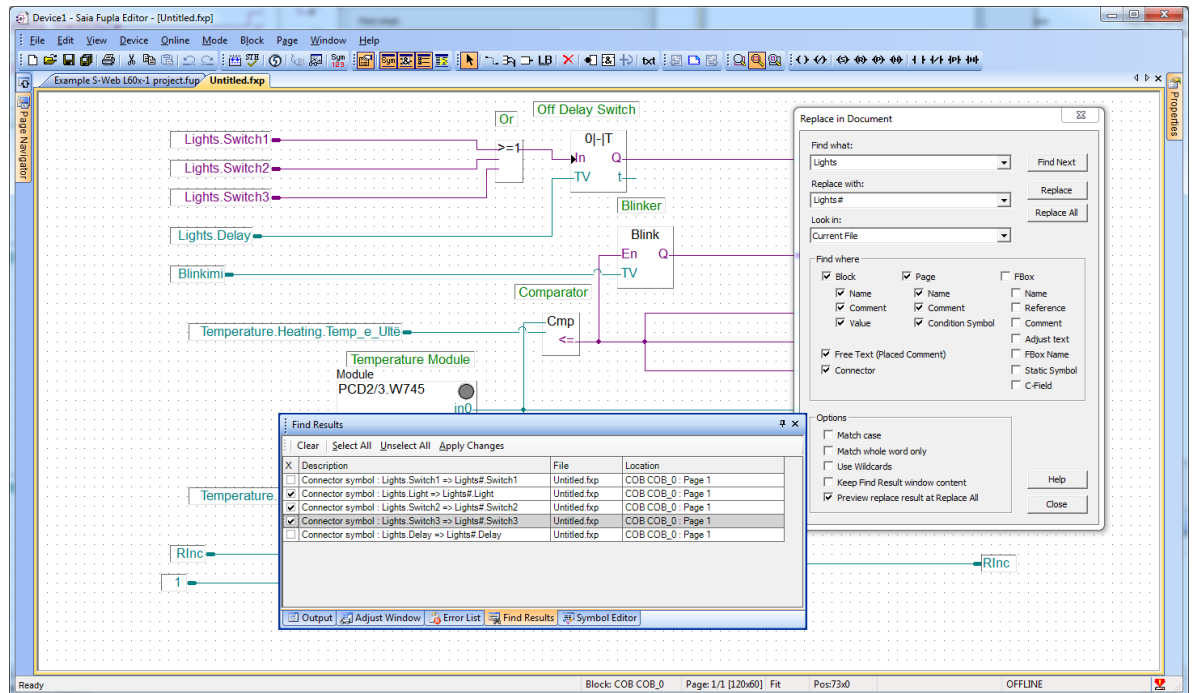 Device1 - Saia Fupla Editor - [Untitled.fxp]
File Edit View Device Online Mode Block Page Window Help
Sym LB txt
Example S-Web L60x-1 project.fup Untitled.fxp
Page Navigator
Properties
Off Delay Switch
Or
Lights.Switch1
>=1
0|-|T
In Q
Lights.Switch2
TV t
Lights.Switch3
Blinker
Lights.Delay
Blink
En Q
Blinkimi
TV
Comparator
Temperature.Heating.Temp_e_Ulte
Cmp
<=
Temperature Module
Module
PCD2/3.W745
in0
Temperature.
RInc
1
RInc
Replace in Document
Find what:
Lights
Find Next
Replace with:
Lights#
Replace
Replace All
Look in:
Current File
Find where
Block Page FBox
Name Name Name
Comment Comment Reference
Value Condition Symbol Comment
Adjust text
Free Text (Placed Comment) FBox Name
Connector Static Symbol
C-Field
Options
Match case
Match whole word only
Use Wildcards
Keep Find Result window content
Preview replace result at Replace All
Help
Close
Find Results
Clear Select All Unselect All Apply Changes
X Description File Location
Connector symbol : Lights.Switch1 => Lights#.Switch1 Untitled.fxp COB COB_0 : Page 1
Connector symbol : Lights.Light => Lights#.Light Untitled.fxp COB COB_0 : Page 1
Connector symbol : Lights.Switch2 => Lights#.Switch2 Untitled.fxp COB COB_0 : Page 1
Connector symbol : Lights.Switch3 => Lights#.Switch3 Untitled.fxp COB COB_0 : Page 1
Connector symbol : Lights.Delay => Lights#.Delay Untitled.fxp COB COB_0 : Page 1
Output Adjust Window Error List Find Results Symbol Editor
Ready Block: COB COB_0 Page: 1/1 [120x60] Fit Pos:73x0 OFFLINE